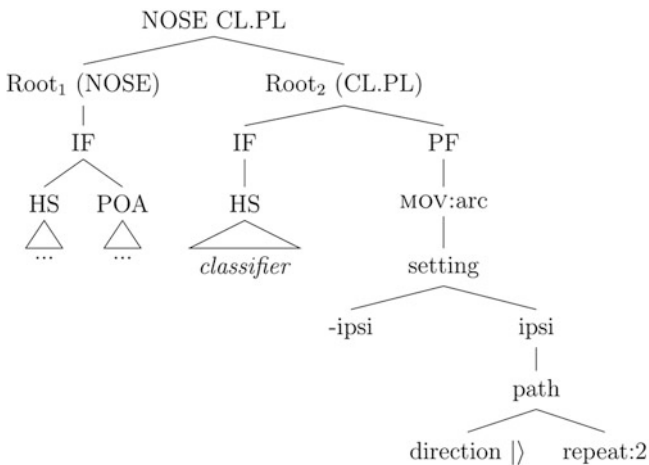 NOSE CL.PL
Root₁ (NOSE) Root₂ (CL.PL)
IF IF PF
HS POA HS MOV:arc
... ... classifier setting
-ipsi ipsi
path
direction |⟩ repeat:2